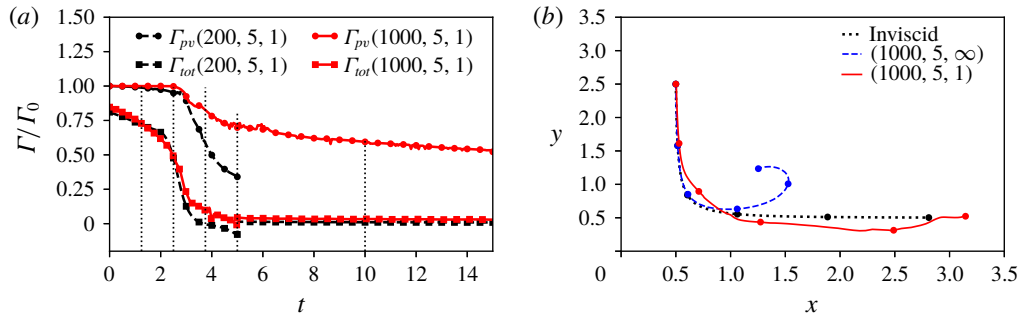 (a)
1.50
1.25
1.00
0.75
0.50
0.25
0
Γ/Γ0
Γpv(200, 5, 1)
Γpv(1000, 5, 1)
Γtot(200, 5, 1)
Γtot(1000, 5, 1)
0 2 4 6 8 10 12 14
t
(b)
3.5
3.0
2.5
2.0
1.5
1.0
0.5
y
Inviscid
(1000, 5, ∞)
(1000, 5, 1)
0 0.5 1.0 1.5 2.0 2.5 3.0 3.5
x